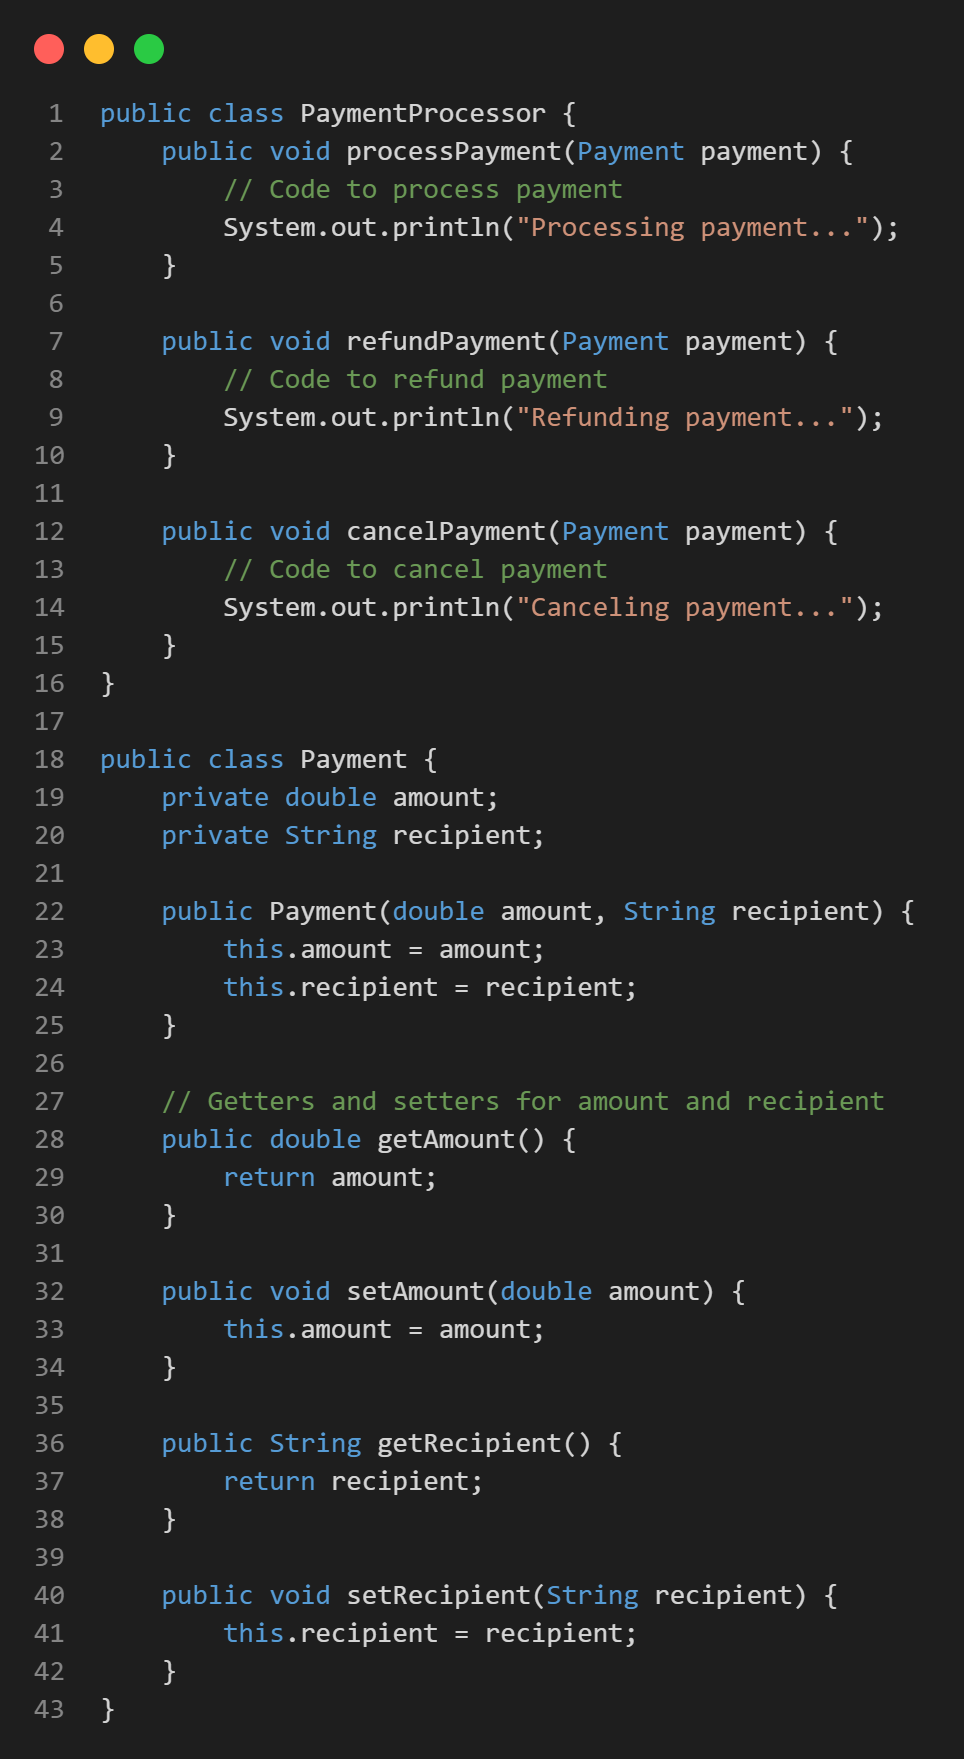 1 public class PaymentProcessor {
2     public void processPayment(Payment payment) {
3         // Code to process payment
4         System.out.println("Processing payment...");
5     }
6
7     public void refundPayment(Payment payment) {
8         // Code to refund payment
9         System.out.println("Refunding payment...");
10     }
11
12     public void cancelPayment(Payment payment) {
13         // Code to cancel payment
14         System.out.println("Canceling payment...");
15     }
16 }
17
18 public class Payment {
19     private double amount;
20     private String recipient;
21
22     public Payment(double amount, String recipient) {
23         this.amount = amount;
24         this.recipient = recipient;
25     }
26
27     // Getters and setters for amount and recipient
28     public double getAmount() {
29         return amount;
30     }
31
32     public void setAmount(double amount) {
33         this.amount = amount;
34     }
35
36     public String getRecipient() {
37         return recipient;
38     }
39
40     public void setRecipient(String recipient) {
41         this.recipient = recipient;
42     }
43 }